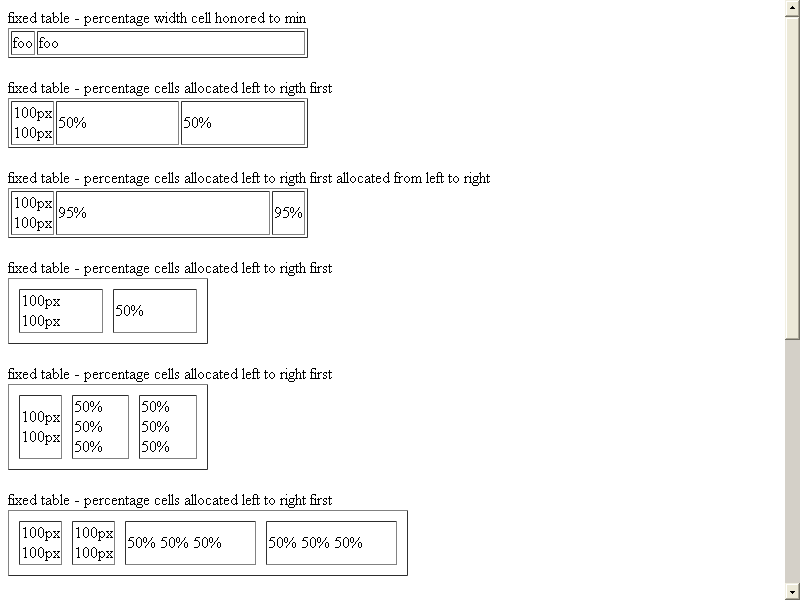 fixed table - percentage width cell honored to min
foo foo
fixed table - percentage cells allocated left to rigth first
100px
100px
50%
50%
fixed table - percentage cells allocated left to rigth first allocated from left to right
100px
100px
95%
95%
fixed table - percentage cells allocated left to rigth first
100px
100px
50%
fixed table - percentage cells allocated left to right first
100px
100px
50%
50%
50%
50%
50%
50%
fixed table - percentage cells allocated left to right first
100px
100px
100px
100px
50% 50% 50%
50% 50% 50%